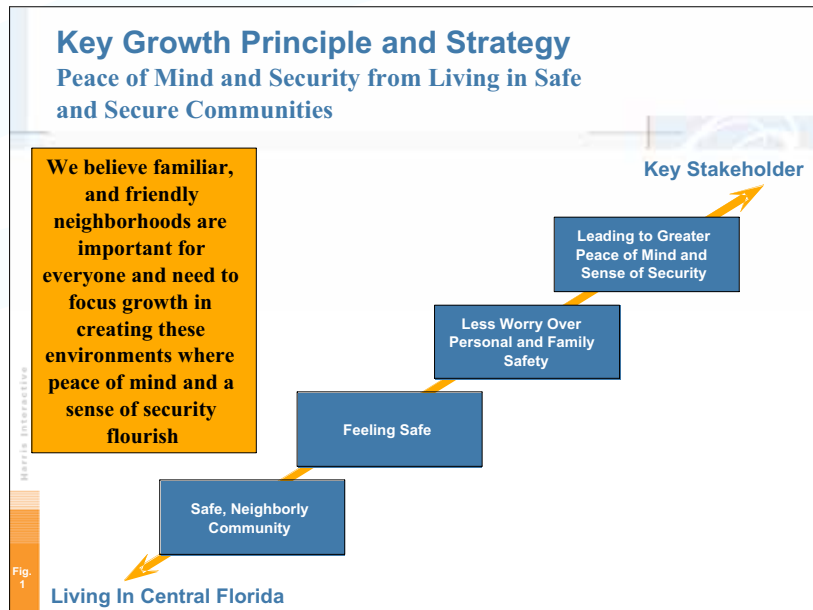 Key Growth Principle and Strategy
Peace of Mind and Security from Living in Safe
and Secure Communities
We believe familiar,
and friendly
neighborhoods are
important for
everyone and need to
focus growth in
creating these
environments where
peace of mind and a
sense of security
flourish
Key Stakeholder
Leading to Greater
Peace of Mind and
Sense of Security
Less Worry Over
Personal and Family
Safety
Feeling Safe
Safe, Neighborly
Community
Living In Central Florida
Harris Interactive
Fig.
1